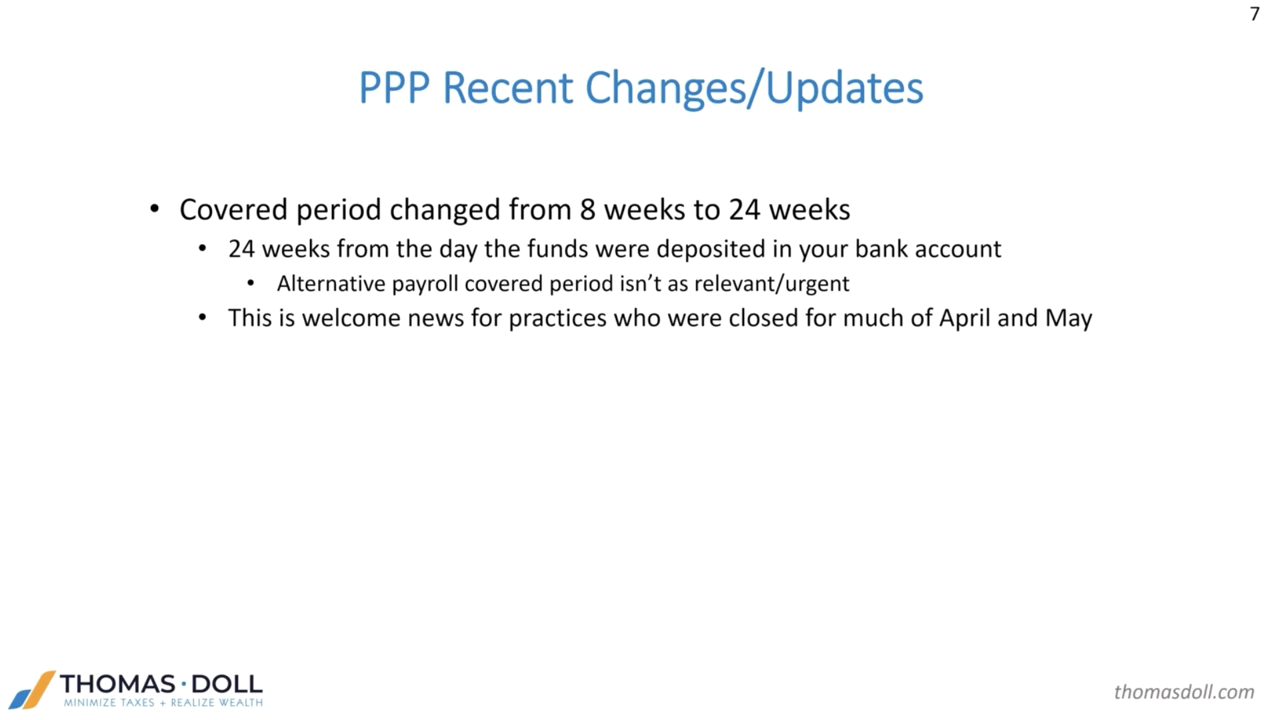 7
PPP Recent Changes/Updates
• Covered period changed from 8 weeks to 24 weeks
• 24 weeks from the day the funds were deposited in your bank account
• Alternative payroll covered period isn’t as relevant/urgent
• This is welcome news for practices who were closed for much of April and May
THOMAS·DOLL
MINIMIZE TAXES + REALIZE WEALTH
thomasdoll.com